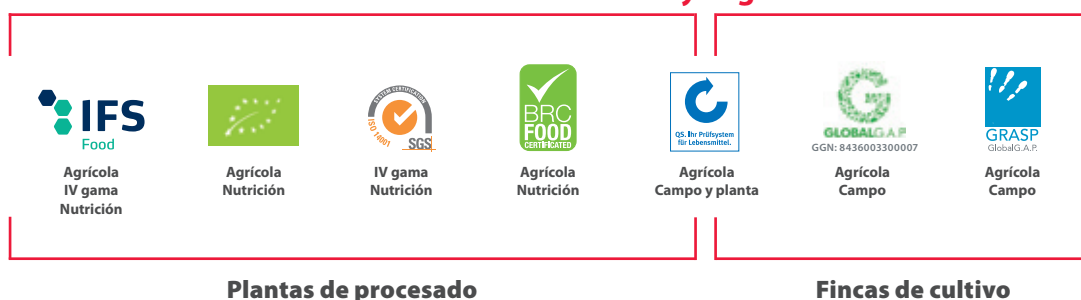 IFS
Food
Agrícola
IV gama
Nutrición
Agrícola
Nutrición
SYSTEM CERTIFICATION
ISO 14001
SGS
IV gama
Nutrición
BRC
FOOD
CERTIFICATED
Agrícola
Nutrición
QS. Ihr Prüfsystem
für Lebensmittel.
Agrícola
Campo y planta
GLOBALG.A.P.
GGN: 8436003300007
Agrícola
Campo
GRASP
GlobalG.A.P.
Agrícola
Campo
Plantas de procesado
Fincas de cultivo